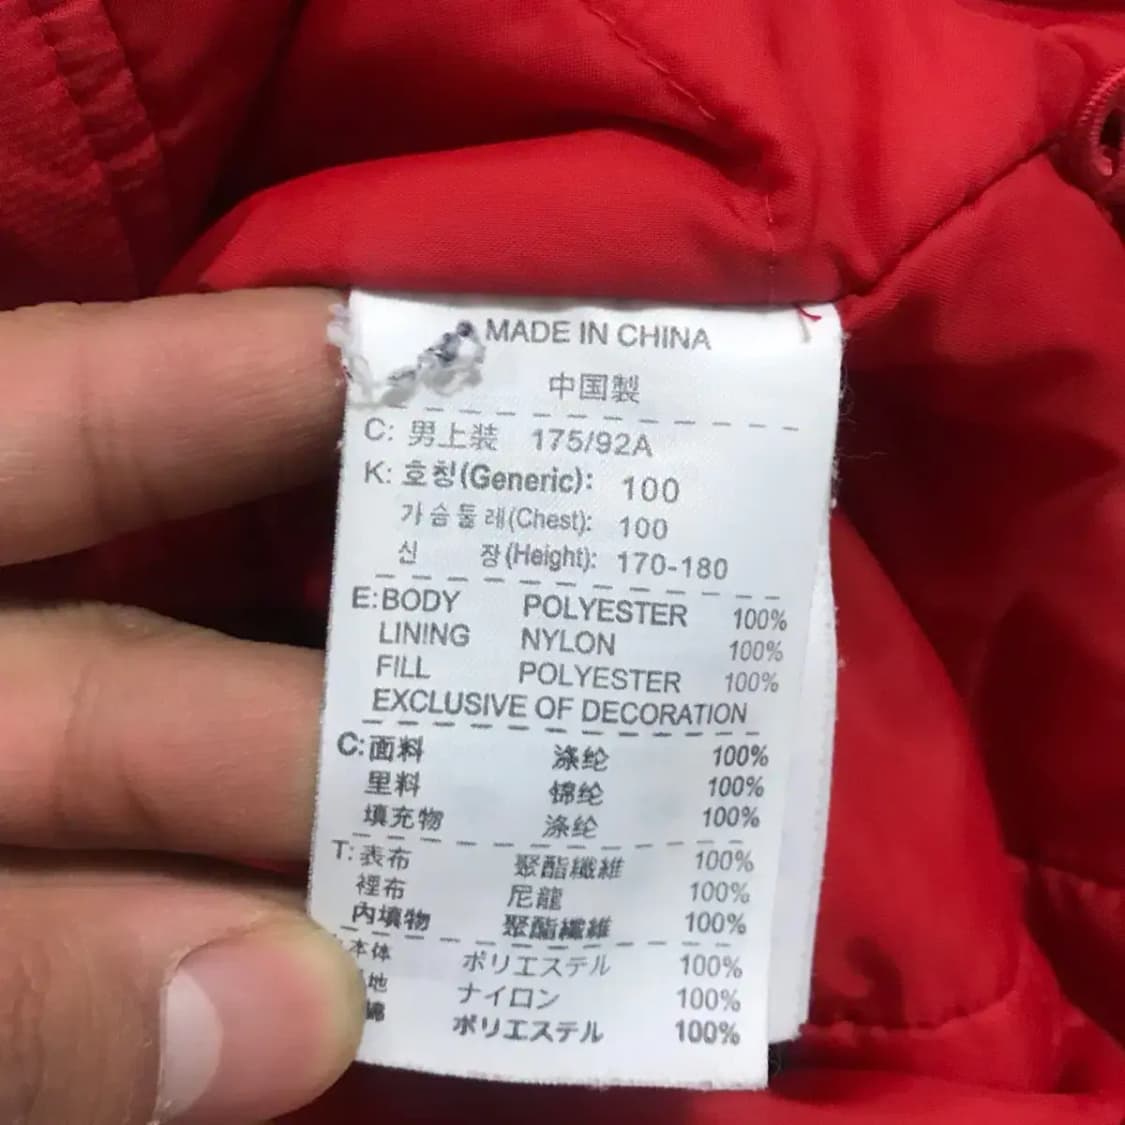 MADE IN CHINA
中国製
C: 男上装 175/92A
K: 호칭(Generic): 100
가슴둘레(Chest): 100
신 장(Height): 170-180
E:BODY POLYESTER 100%
LINING NYLON 100%
FILL POLYESTER 100%
EXCLUSIVE OF DECORATION
C:面料 涤纶 100%
里料 锦纶 100%
填充物 涤纶 100%
T:表布 聚酯纖維 100%
裡布 尼龍 100%
內填物 聚酯纖維 100%
本体 ポリエステル 100%
地 ナイロン 100%
綿 ポリエステル 100%